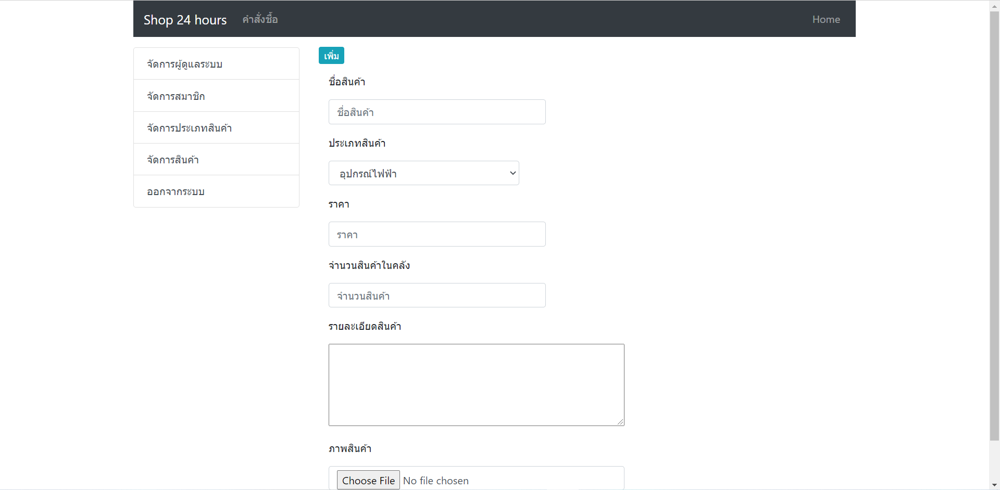 Shop 24 hours คำสั่งซื้อ Home
จัดการผู้ดูแลระบบ
จัดการสมาชิก
จัดการประเภทสินค้า
จัดการสินค้า
ออกจากระบบ
เพิ่ม
ชื่อสินค้า
ชื่อสินค้า
ประเภทสินค้า
อุปกรณ์ไฟฟ้า
ราคา
ราคา
จำนวนสินค้าในคลัง
จำนวนสินค้า
รายละเอียดสินค้า
ภาพสินค้า
Choose File No file chosen